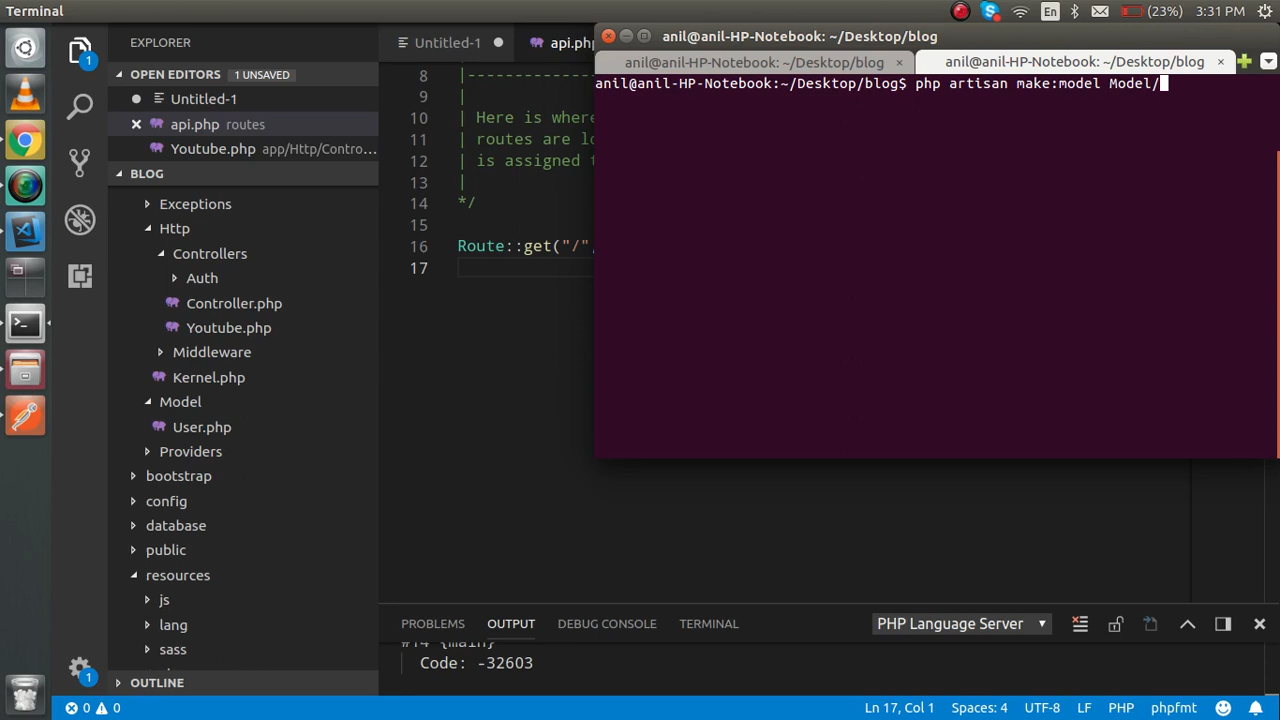 Terminal
En
(23%)
3:31 PM
EXPLORER
OPEN EDITORS
1 UNSAVED
Untitled-1
api.php routes
Youtube.php app/Http/Contro...
BLOG
Exceptions
Http
Controllers
Auth
Controller.php
Youtube.php
Middleware
Kernel.php
Model
User.php
Providers
bootstrap
config
database
public
resources
js
lang
sass
OUTLINE
1
1
Untitled-1
api.php
8 |--------------
9 |
10 | Here is where
11 | routes are lo
12 | is assigned t
13 |
14 */
15
16 Route::get("/",
17
anil@anil-HP-Notebook: ~/Desktop/blog
anil@anil-HP-Notebook: ~/Desktop/blog ×
anil@anil-HP-Notebook: ~/Desktop/blog ×
anil@anil-HP-Notebook:~/Desktop/blog$ php artisan make:model Model/
PROBLEMS
OUTPUT
DEBUG CONSOLE
TERMINAL
PHP Language Server
#14 {main}
Code: -32603
0
0
Ln 17, Col 1
Spaces: 4
UTF-8
LF
PHP
phpfmt